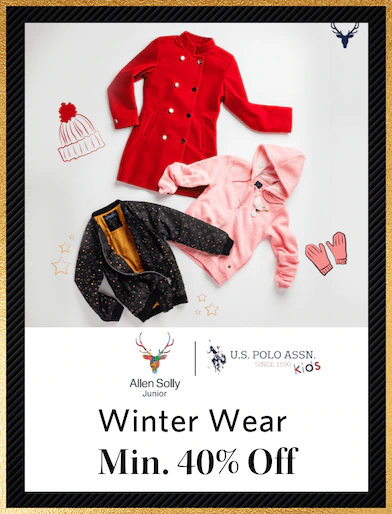 Allen Solly
Junior
U.S. POLO ASSN.
SINCE 1890
kids
Winter Wear
Min. 40% Off